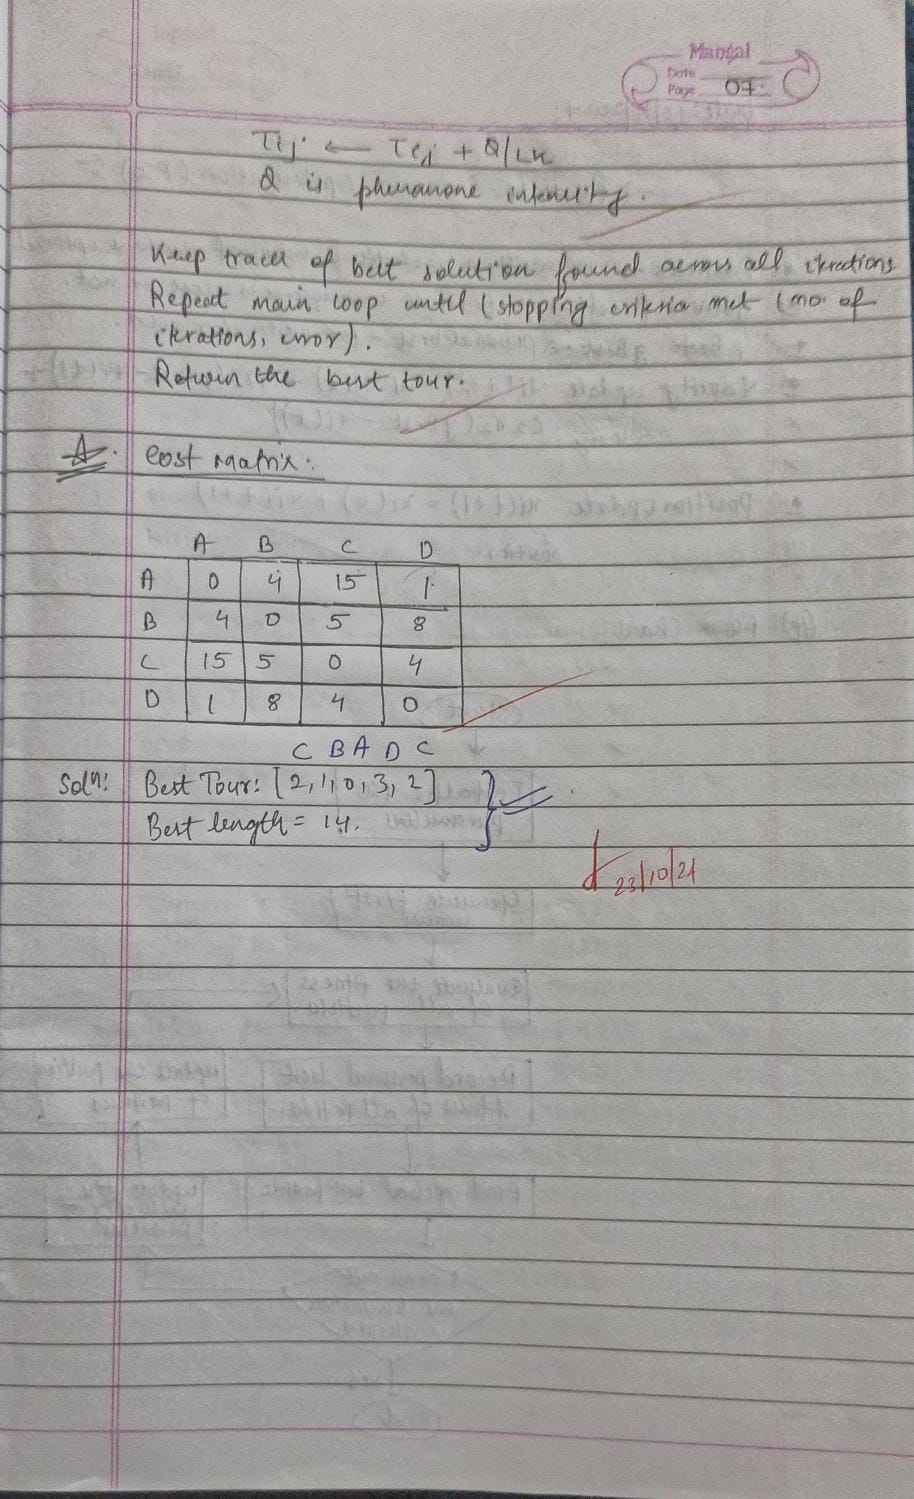 Mangal
Date
Page 07.
Tij ← Tij + Q/LK
Q is pheromone intensity.
Keep track of best solution found across all iterations
Repeat main loop until (stopping criteria met (no. of
iterations, error).
Return the best tour.
A. Cost matrix:
A B C D
A 0 4 15 1
B 4 0 5 8
C 15 5 0 4
D 1 8 4 0
C B A D C
Soln: Best Tour: [2,1,0,3,2]
Best length = 14.
23/10/24